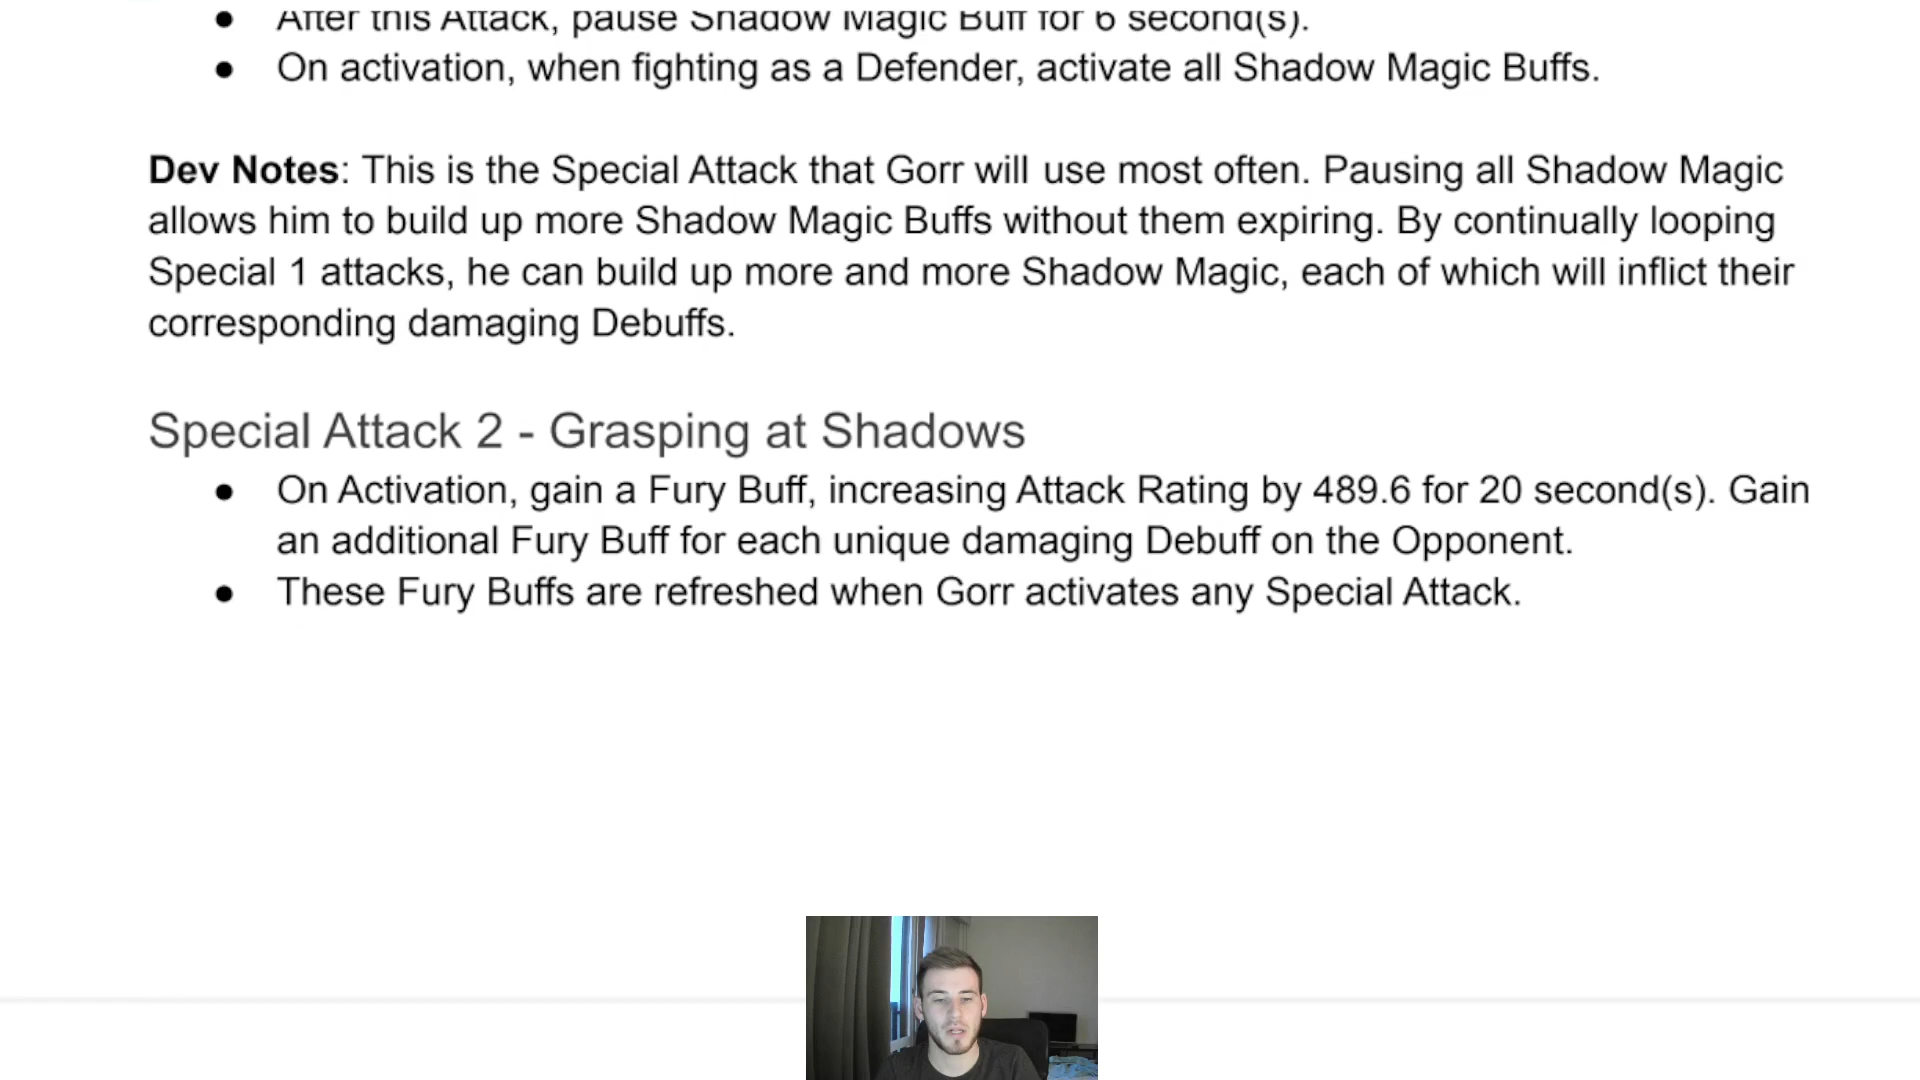 ● After this Attack, pause Shadow Magic Buff for 6 second(s).
● On activation, when fighting as a Defender, activate all Shadow Magic Buffs.
Dev Notes: This is the Special Attack that Gorr will use most often. Pausing all Shadow Magic
allows him to build up more Shadow Magic Buffs without them expiring. By continually looping
Special 1 attacks, he can build up more and more Shadow Magic, each of which will inflict their
corresponding damaging Debuffs.
Special Attack 2 - Grasping at Shadows
● On Activation, gain a Fury Buff, increasing Attack Rating by 489.6 for 20 second(s). Gain
an additional Fury Buff for each unique damaging Debuff on the Opponent.
● These Fury Buffs are refreshed when Gorr activates any Special Attack.